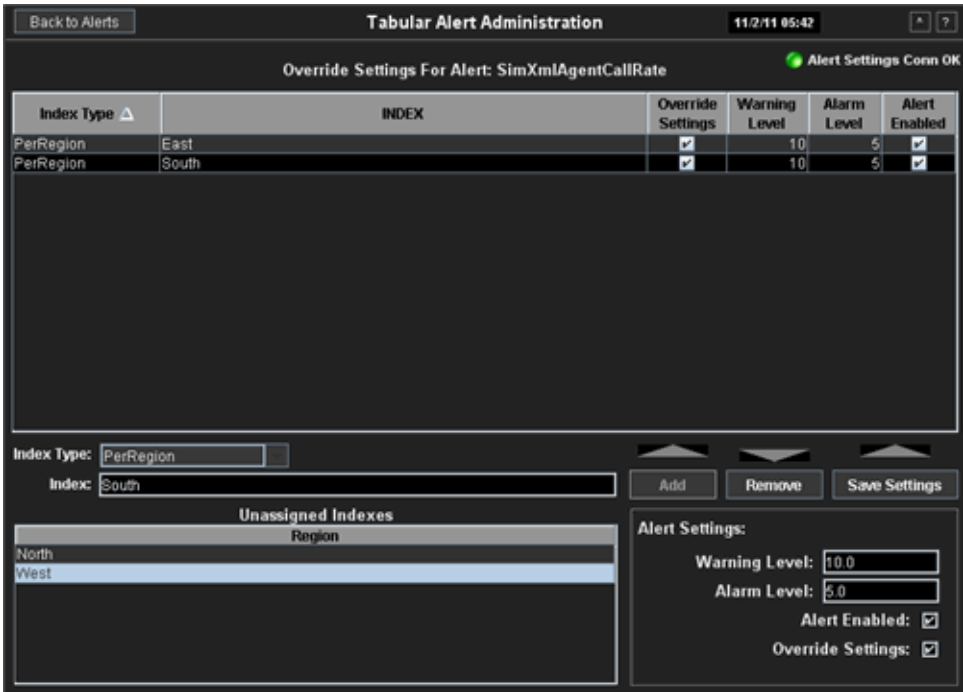 Back to Alerts Tabular Alert Administration 11/2/11 05:42 ^ ?
Override Settings For Alert: SimXmlAgentCallRate Alert Settings Conn OK
Index Type INDEX Override Settings Warning Level Alarm Level Alert Enabled
PerRegion East 10 5
PerRegion South 10 5
Index Type: PerRegion
Index: South Add Remove Save Settings
Unassigned Indexes
Region
North
West
Alert Settings:
Warning Level: 10.0
Alarm Level: 5.0
Alert Enabled:
Override Settings: